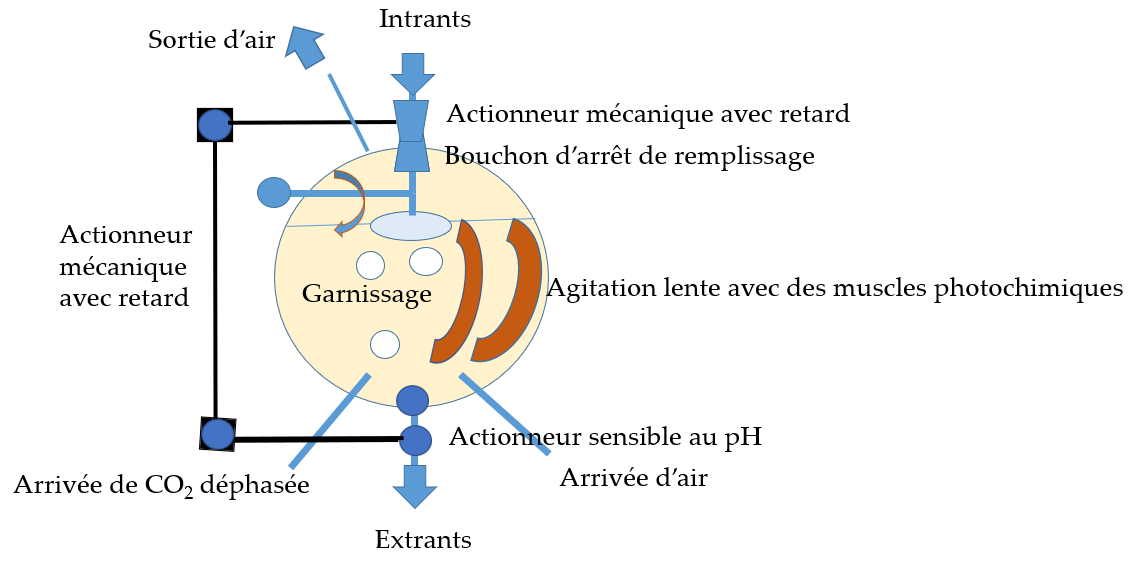 Intrants
Sortie d’air
Actionneur mécanique avec retard
Bouchon d’arrêt de remplissage
Actionneur
mécanique
avec retard
Garnissage
Agitation lente avec des muscles photochimiques
Actionneur sensible au pH
Arrivée d’air
Arrivée de CO₂ déphasée
Extrants